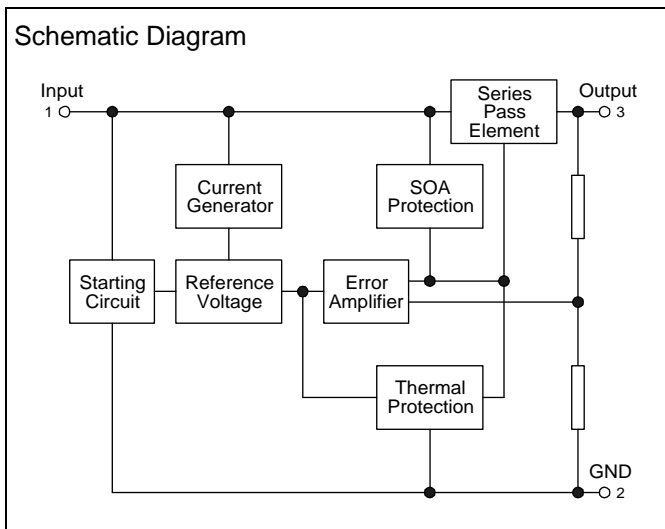 Schematic Diagram
Input
1
Output
3
Series
Pass
Element
Current
Generator
SOA
Protection
Starting
Circuit
Reference
Voltage
Error
Amplifier
Thermal
Protection
GND
2